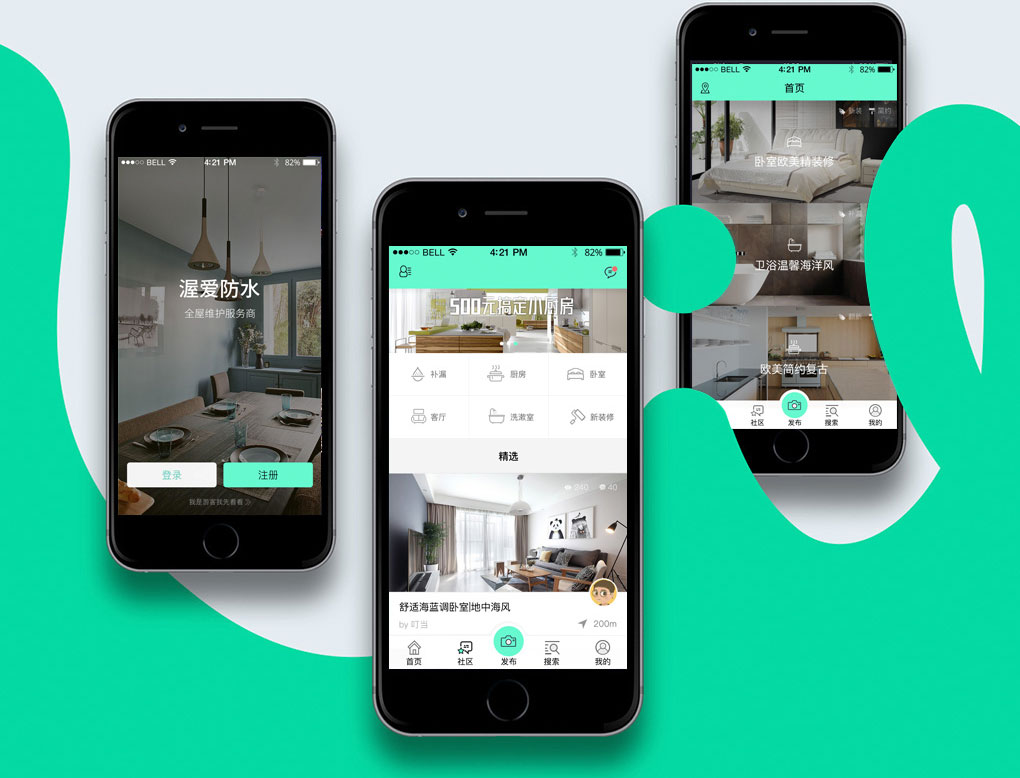 BELL
4:21 PM
82%
渥爱防水
全屋维护服务商
登录
注册
我是游客我先看看
BELL
4:21 PM
82%
500元搞定小厨房
补漏
厨房
卧室
客厅
洗漱室
新装修
精选
240
40
舒适海蓝调卧室|地中海风
by 叮当
200m
首页
社区
发布
搜索
我的
BELL
4:21 PM
82%
首页
新装
简约
卧室欧美精装修
卫浴温馨海洋风
欧美简约复古
社区
发布
搜索
我的